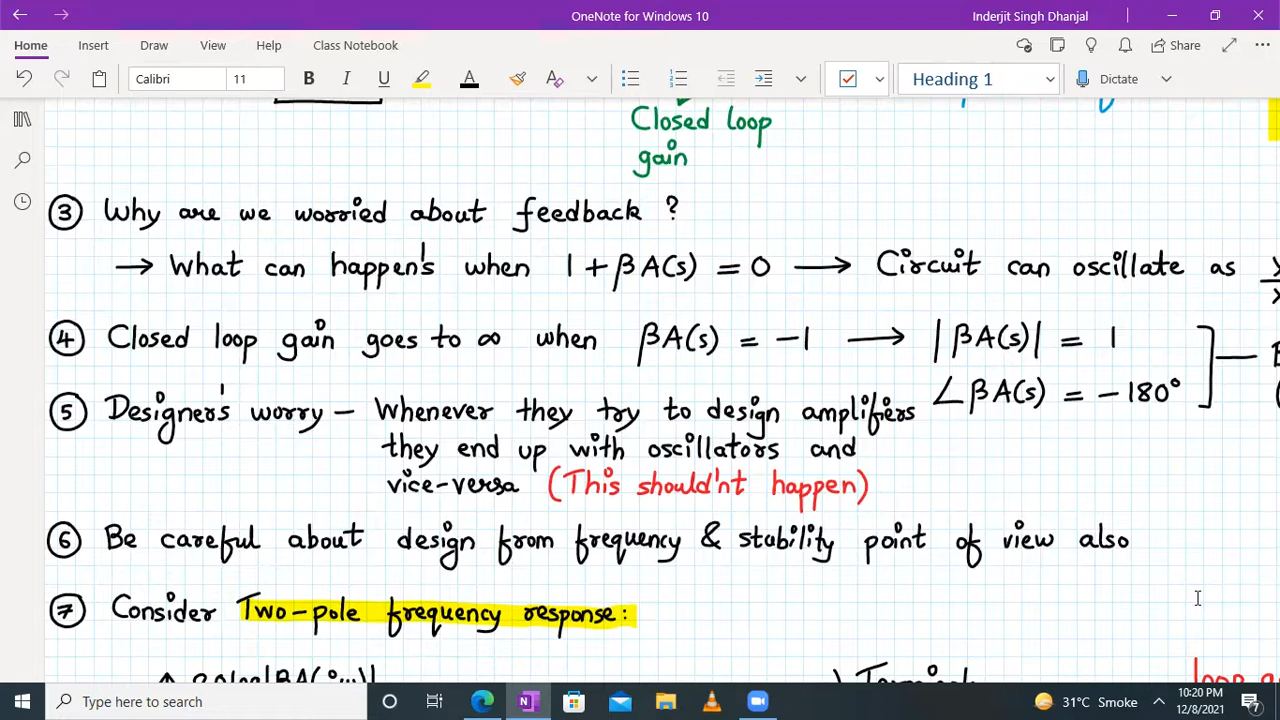 OneNote for Windows 10
Inderjit Singh Dhanjal
Home Insert Draw View Help Class Notebook
Share
Calibri 11 B I U A Heading 1 Dictate
Closed loop
gain
③ Why are we worried about feedback ?
→ What can happen's when 1 + βA(s) = 0 → Circuit can oscillate as
④ Closed loop gain goes to ∞ when βA(s) = -1 → |βA(s)| = 1
∠βA(s) = -180°
⑤ Designer's worry - Whenever they try to design amplifiers
they end up with oscillators and
vice-versa (This should'nt happen)
⑥ Be careful about design from frequency & stability point of view also
⑦ Consider Two-pole frequency response:
Type here to search
31°C Smoke
10:20 PM
12/8/2021
7